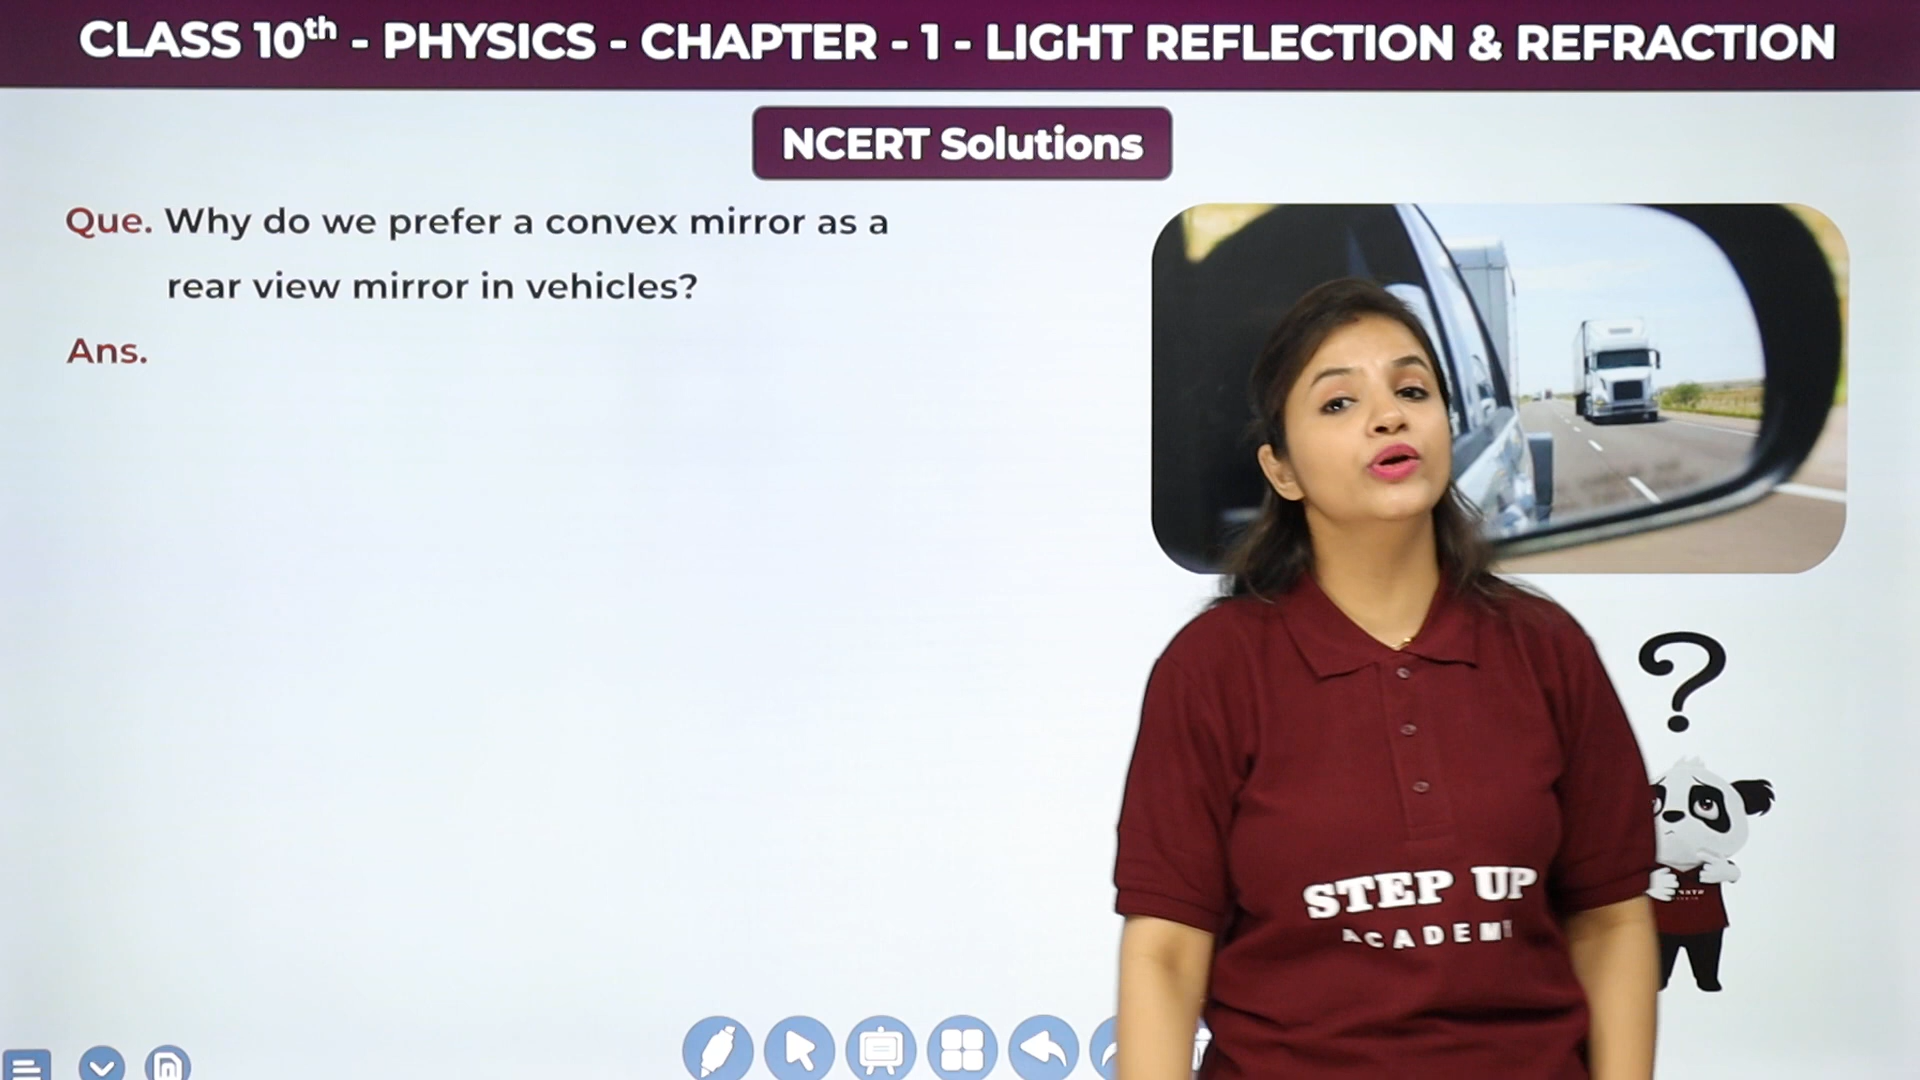 CLASS 10th - PHYSICS - CHAPTER - 1 - LIGHT REFLECTION & REFRACTION
NCERT Solutions
Que. Why do we prefer a convex mirror as a
rear view mirror in vehicles?
Ans.
?
STEP UP
ACADEMY